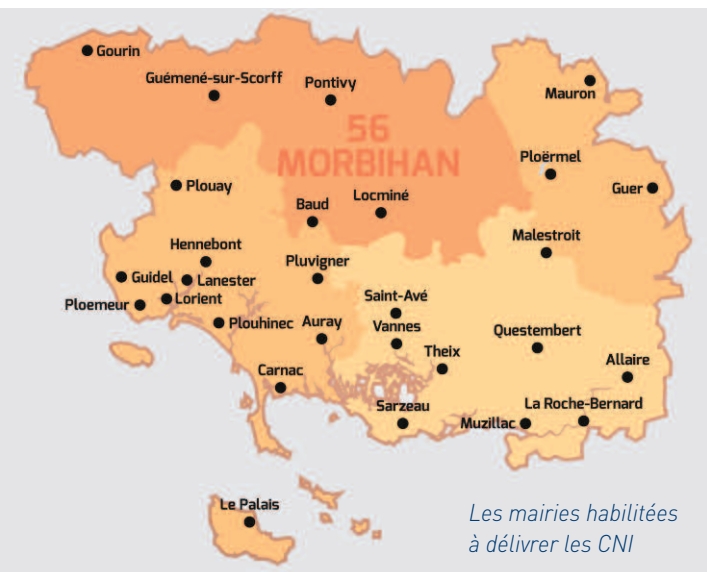 Gourin
Guémené-sur-Scorff
Pontivy
Mauron
56
MORBIHAN
Ploërmel
Plouay
Guer
Locminé
Baud
Malestroit
Hennebont
Pluvigner
Guidel
Lanester
Saint-Avé
Lorient
Ploemeur
Plouhinec
Auray
Vannes
Questembert
Theix
Allaire
Carnac
Sarzeau
La Roche-Bernard
Muzillac
Le Palais
Les mairies habilitées
à délivrer les CNI